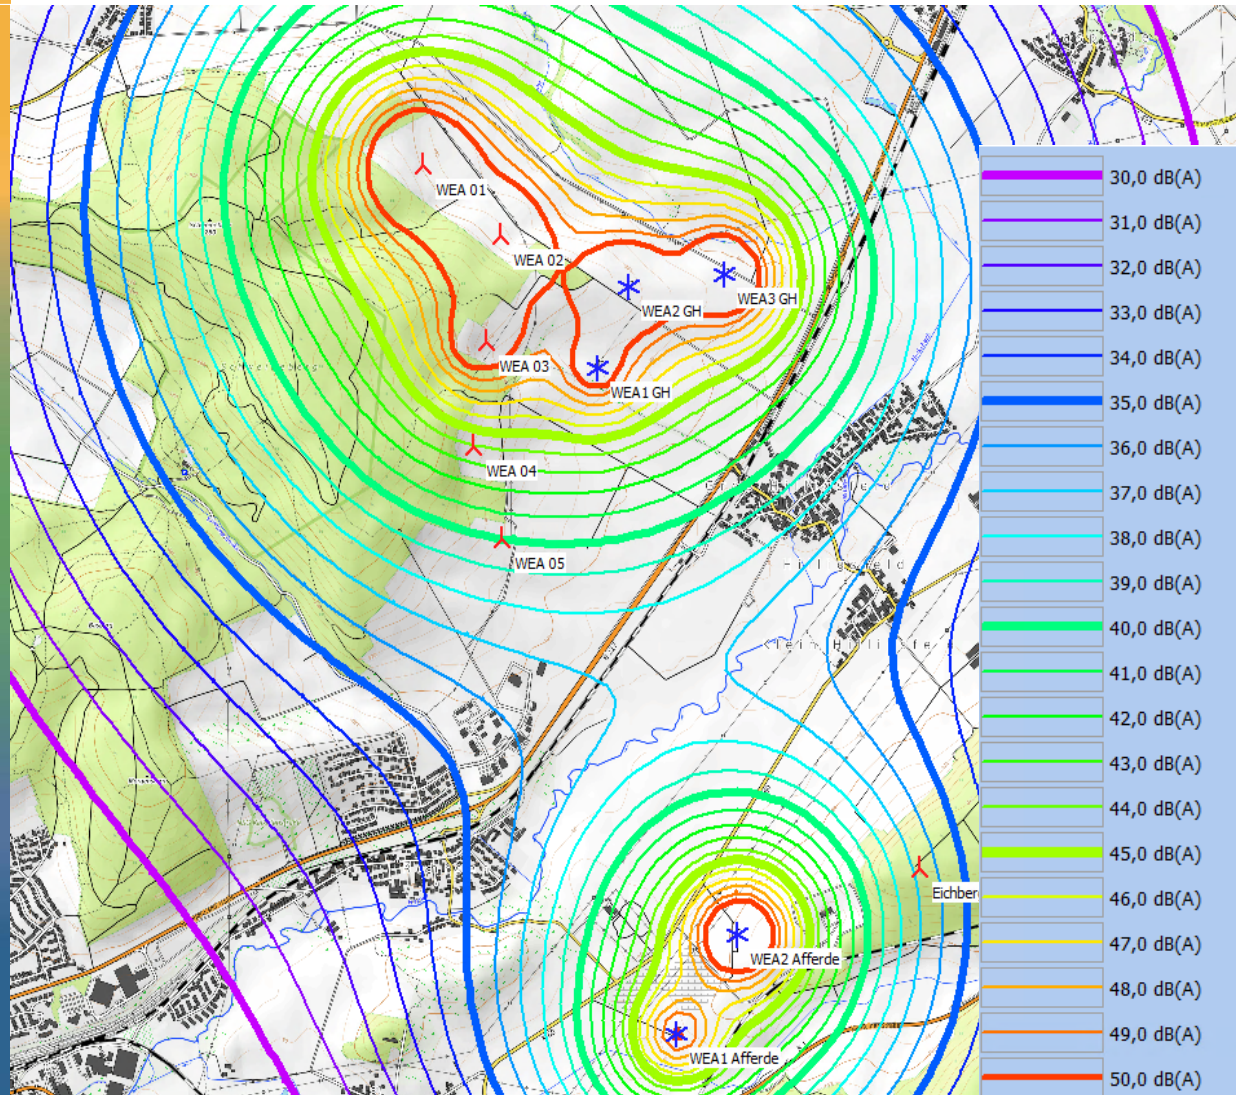 WEA 01
WEA 02
WEA2 GH
WEA3 GH
WEA 03
WEA1 GH
WEA 04
WEA 05
Eichber
WEA2 Afferde
WEA1 Afferde
30,0 dB(A)
31,0 dB(A)
32,0 dB(A)
33,0 dB(A)
34,0 dB(A)
35,0 dB(A)
36,0 dB(A)
37,0 dB(A)
38,0 dB(A)
39,0 dB(A)
40,0 dB(A)
41,0 dB(A)
42,0 dB(A)
43,0 dB(A)
44,0 dB(A)
45,0 dB(A)
46,0 dB(A)
47,0 dB(A)
48,0 dB(A)
49,0 dB(A)
50,0 dB(A)